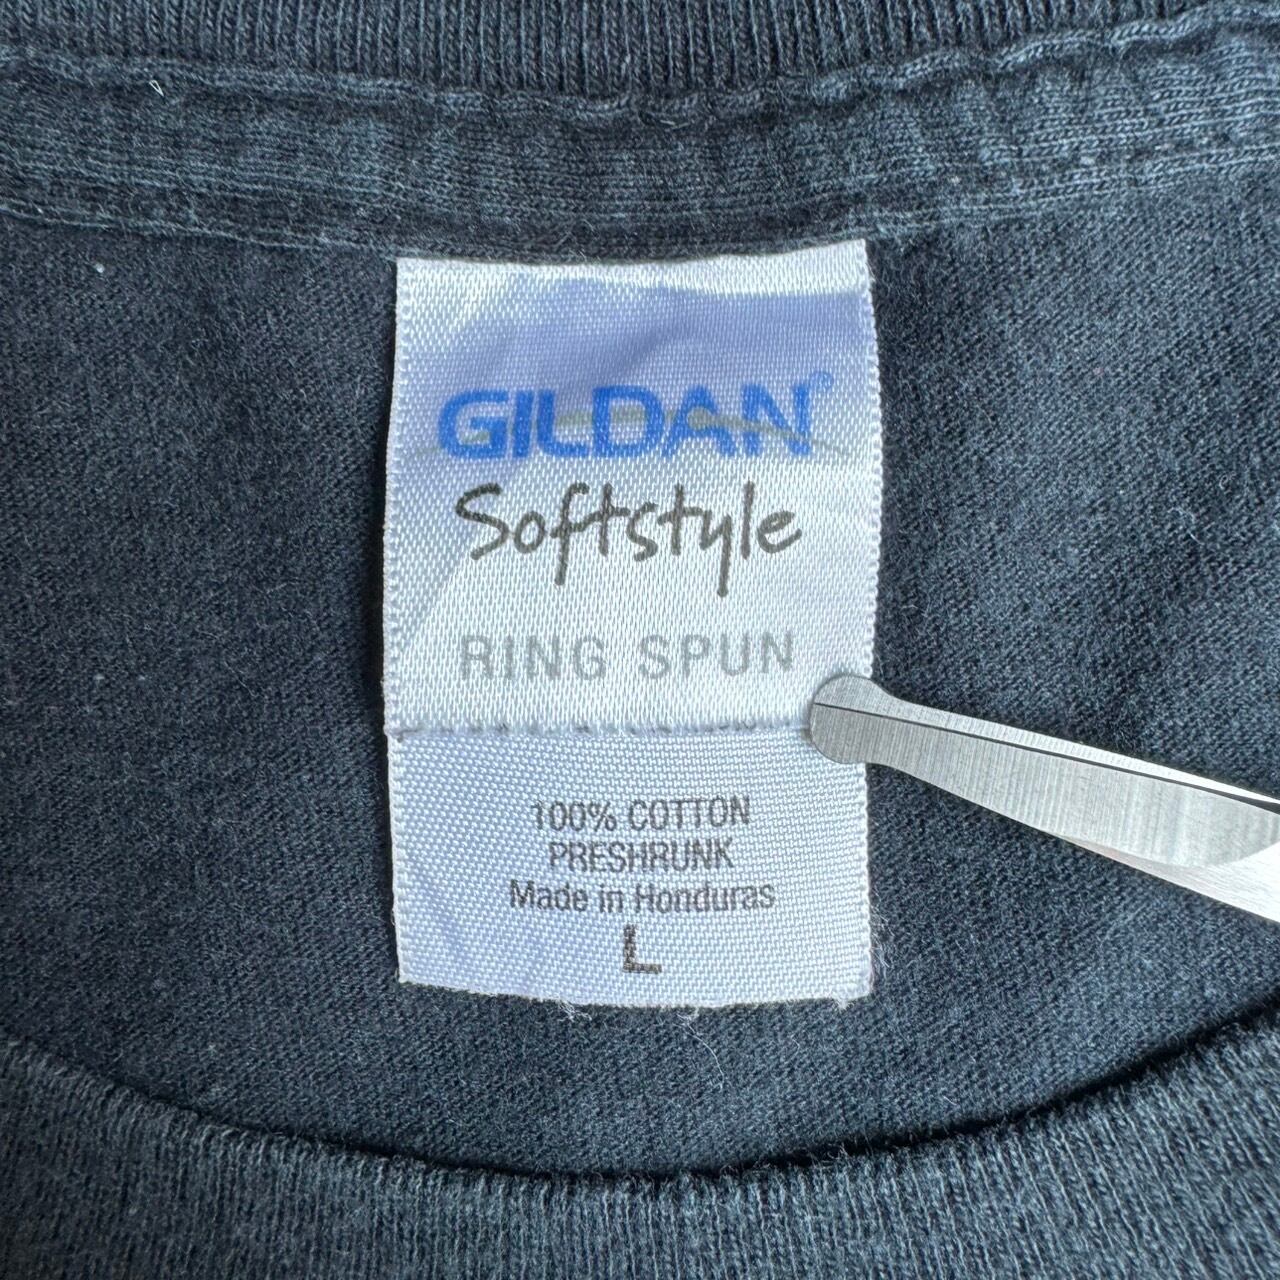 GILDAN®
Softstyle
RING SPUN
100% COTTON
PRESHRUNK
Made in Honduras
L